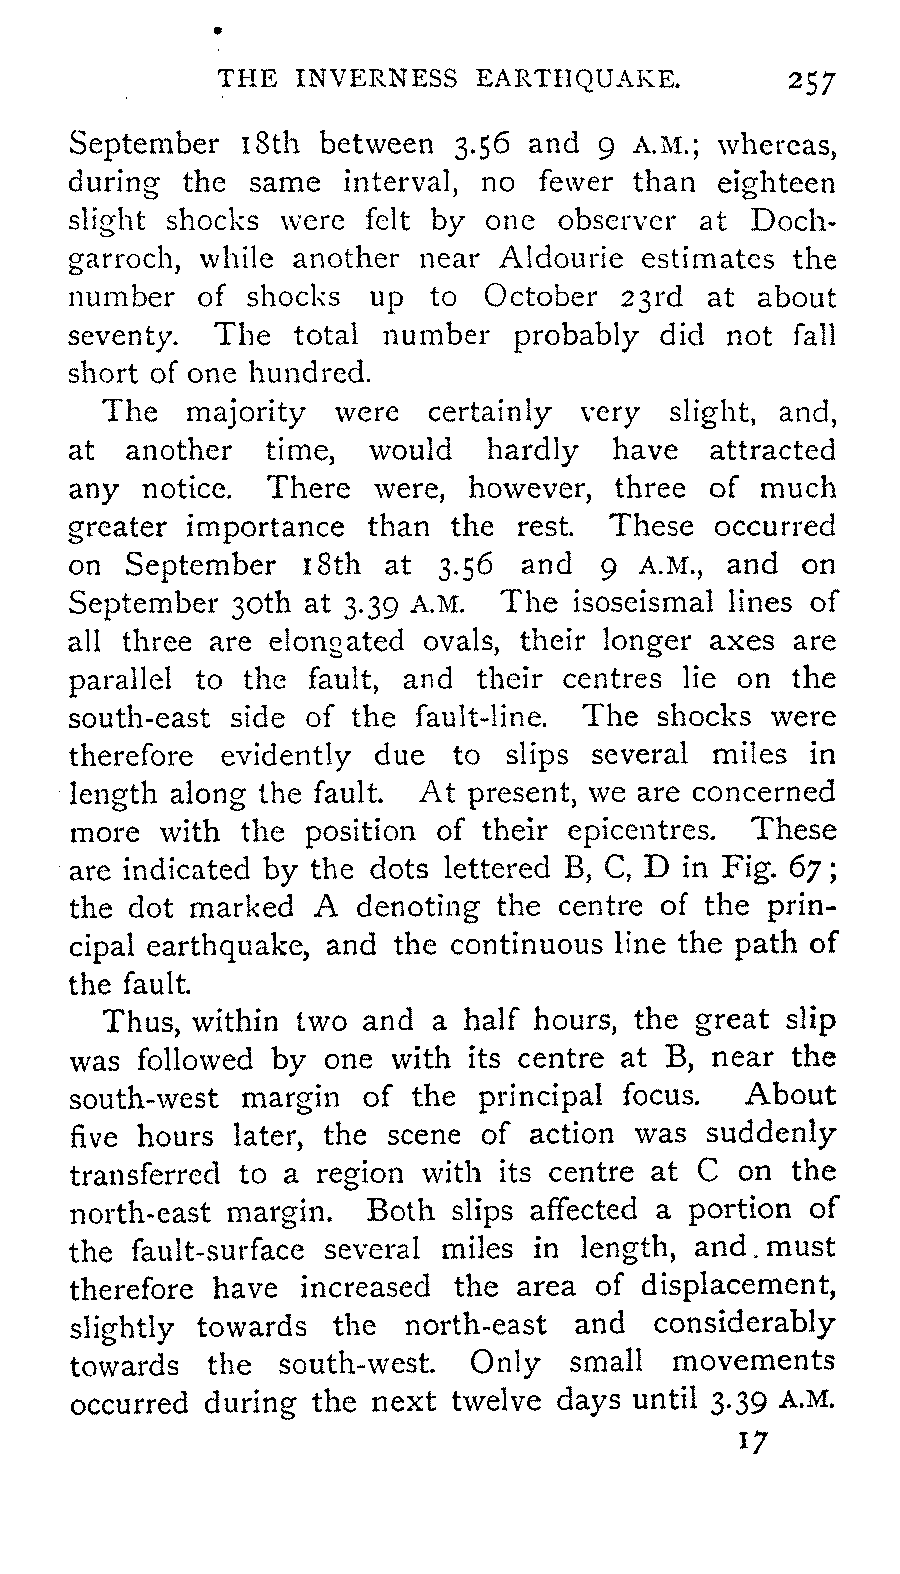 THE INVERNESS EARTHQUAKE. 257
September 18th between 3.56 and 9 A.M.; whereas,
during the same interval, no fewer than eighteen
slight shocks were felt by one observer at Doch-
garroch, while another near Aldourie estimates the
number of shocks up to October 23rd at about
seventy. The total number probably did not fall
short of one hundred.
The majority were certainly very slight, and,
at another time, would hardly have attracted
any notice. There were, however, three of much
greater importance than the rest. These occurred
on September 18th at 3.56 and 9 A.M., and on
September 30th at 3.39 A.M. The isoseismal lines of
all three are elongated ovals, their longer axes are
parallel to the fault, and their centres lie on the
south-east side of the fault-line. The shocks were
therefore evidently due to slips several miles in
length along the fault. At present, we are concerned
more with the position of their epicentres. These
are indicated by the dots lettered B, C, D in Fig. 67;
the dot marked A denoting the centre of the prin-
cipal earthquake, and the continuous line the path of
the fault.
Thus, within two and a half hours, the great slip
was followed by one with its centre at B, near the
south-west margin of the principal focus. About
five hours later, the scene of action was suddenly
transferred to a region with its centre at C on the
north-east margin. Both slips affected a portion of
the fault-surface several miles in length, and must
therefore have increased the area of displacement,
slightly towards the north-east and considerably
towards the south-west. Only small movements
occurred during the next twelve days until 3.39 A.M.
17